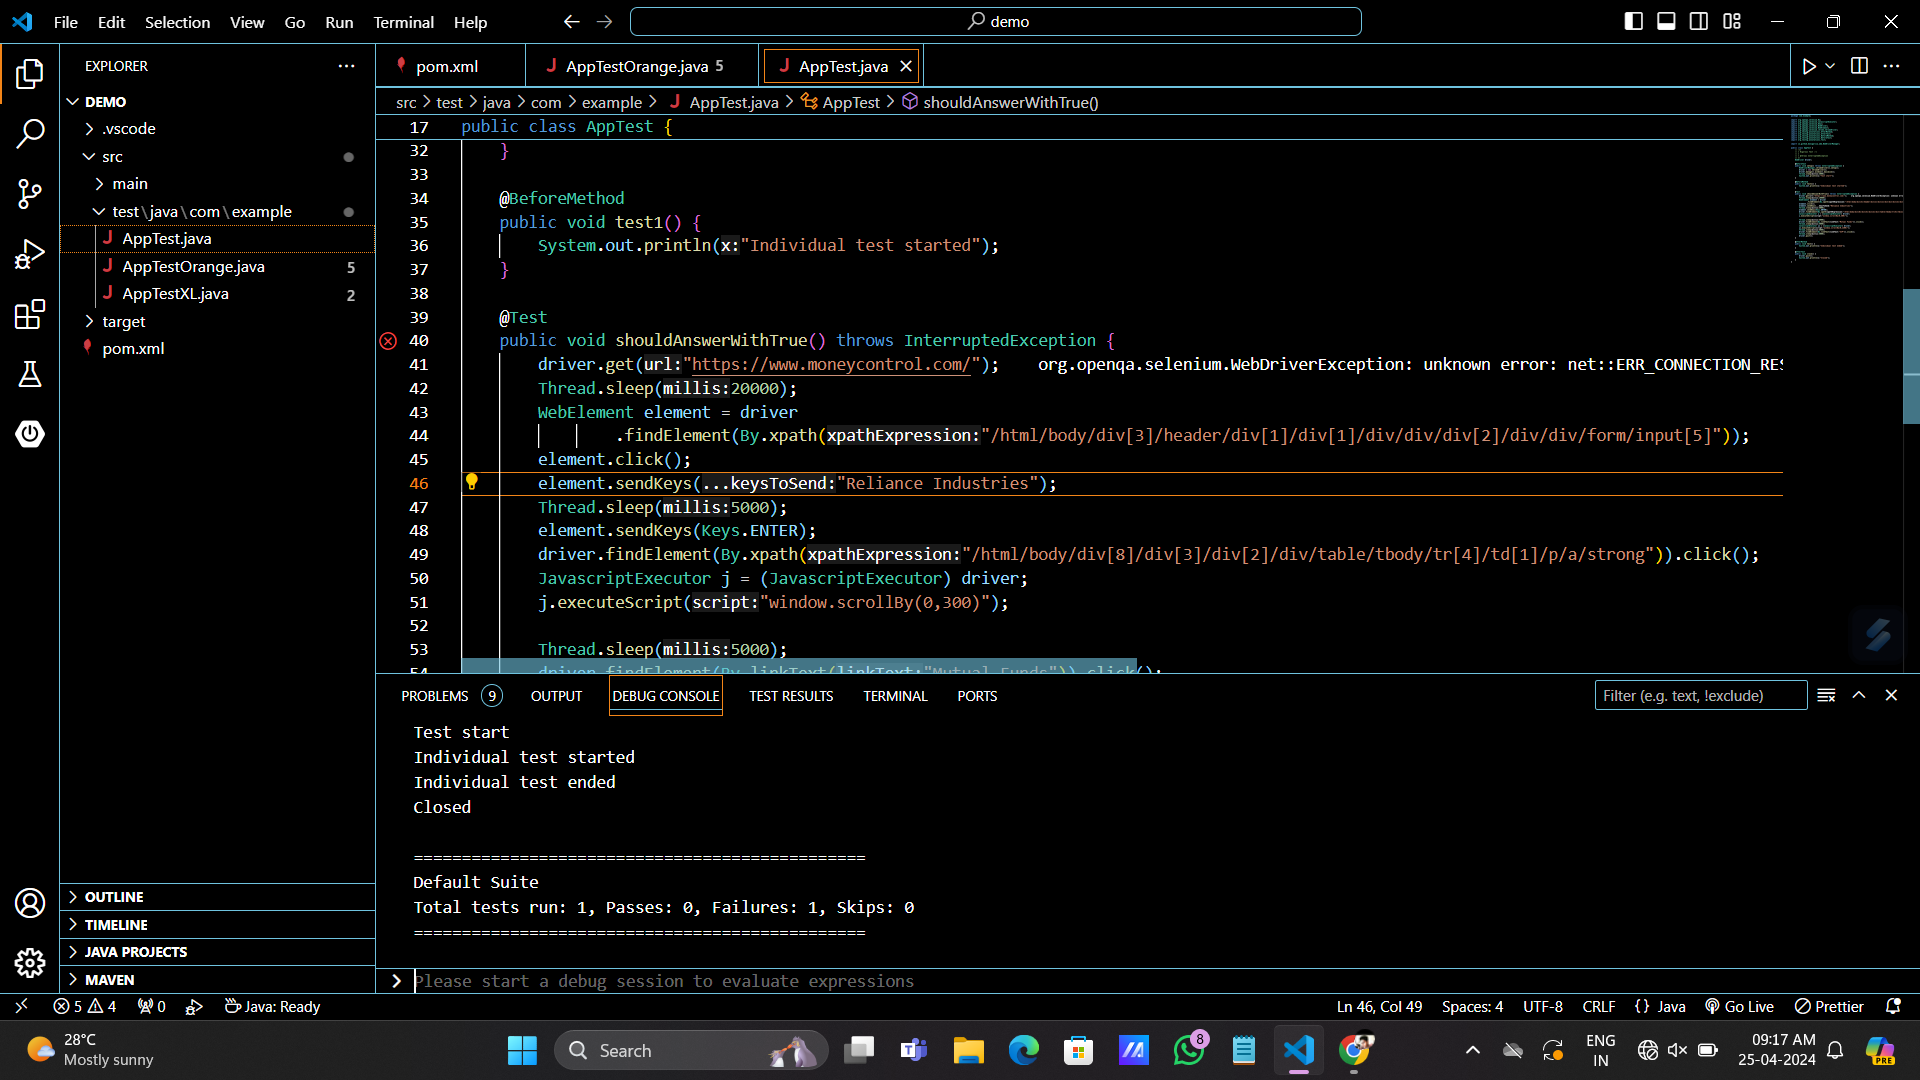 File Edit Selection View Go Run Terminal Help
demo
EXPLORER
DEMO
.vscode
src
main
test\java\com\example
AppTest.java
AppTestOrange.java 5
AppTestXL.java 2
target
pom.xml
OUTLINE
TIMELINE
JAVA PROJECTS
MAVEN
pom.xml
AppTestOrange.java 5
AppTest.java
src > test > java > com > example > AppTest.java > AppTest > shouldAnswerWithTrue()
17 public class AppTest {
32 }
33
34 @BeforeMethod
35 public void test1() {
36 System.out.println(x:"Individual test started");
37 }
38
39 @Test
40 public void shouldAnswerWithTrue() throws InterruptedException {
41 driver.get(url:"https://www.moneycontrol.com/"); org.openqa.selenium.WebDriverException: unknown error: net::ERR_CONNECTION_RES
42 Thread.sleep(millis:20000);
43 WebElement element = driver
44 .findElement(By.xpath(xpathExpression:"/html/body/div[3]/header/div[1]/div[1]/div/div/div[2]/div/div/form/input[5]"));
45 element.click();
46 element.sendKeys(...keysToSend:"Reliance Industries");
47 Thread.sleep(millis:5000);
48 element.sendKeys(Keys.ENTER);
49 driver.findElement(By.xpath(xpathExpression:"/html/body/div[8]/div[3]/div[2]/div/table/tbody/tr[4]/td[1]/p/a/strong")).click();
50 JavascriptExecutor j = (JavascriptExecutor) driver;
51 j.executeScript(script:"window.scrollBy(0,300)");
52
53 Thread.sleep(millis:5000);
54 driver.findElement(By.linkText(linkText:"Mutual Funds")).click();
PROBLEMS 9 OUTPUT DEBUG CONSOLE TEST RESULTS TERMINAL PORTS
Filter (e.g. text, !exclude)
Test start
Individual test started
Individual test ended
Closed
===============================================
Default Suite
Total tests run: 1, Passes: 0, Failures: 1, Skips: 0
===============================================
Please start a debug session to evaluate expressions
5 4 0 Java: Ready
Ln 46, Col 49 Spaces: 4 UTF-8 CRLF {} Java Go Live Prettier
28°C
Mostly sunny
Search
8
ENG
IN
09:17 AM
25-04-2024
PRE